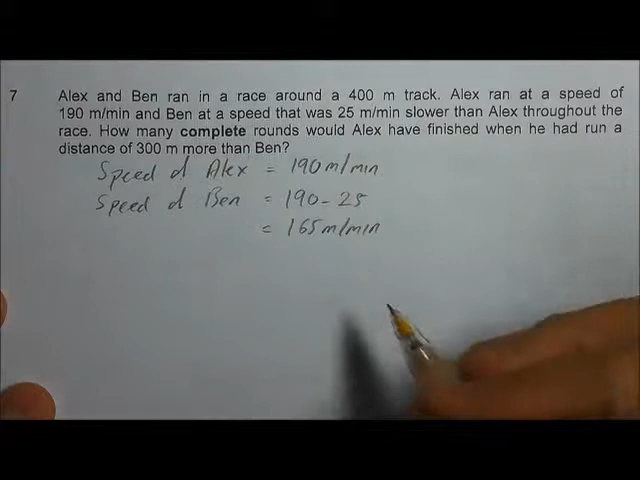 7 Alex and Ben ran in a race around a 400 m track. Alex ran at a speed of
190 m/min and Ben at a speed that was 25 m/min slower than Alex throughout the
race. How many complete rounds would Alex have finished when he had run a
distance of 300 m more than Ben?
Speed of Alex = 190m/min
Speed of Ben = 190-25
= 165m/min